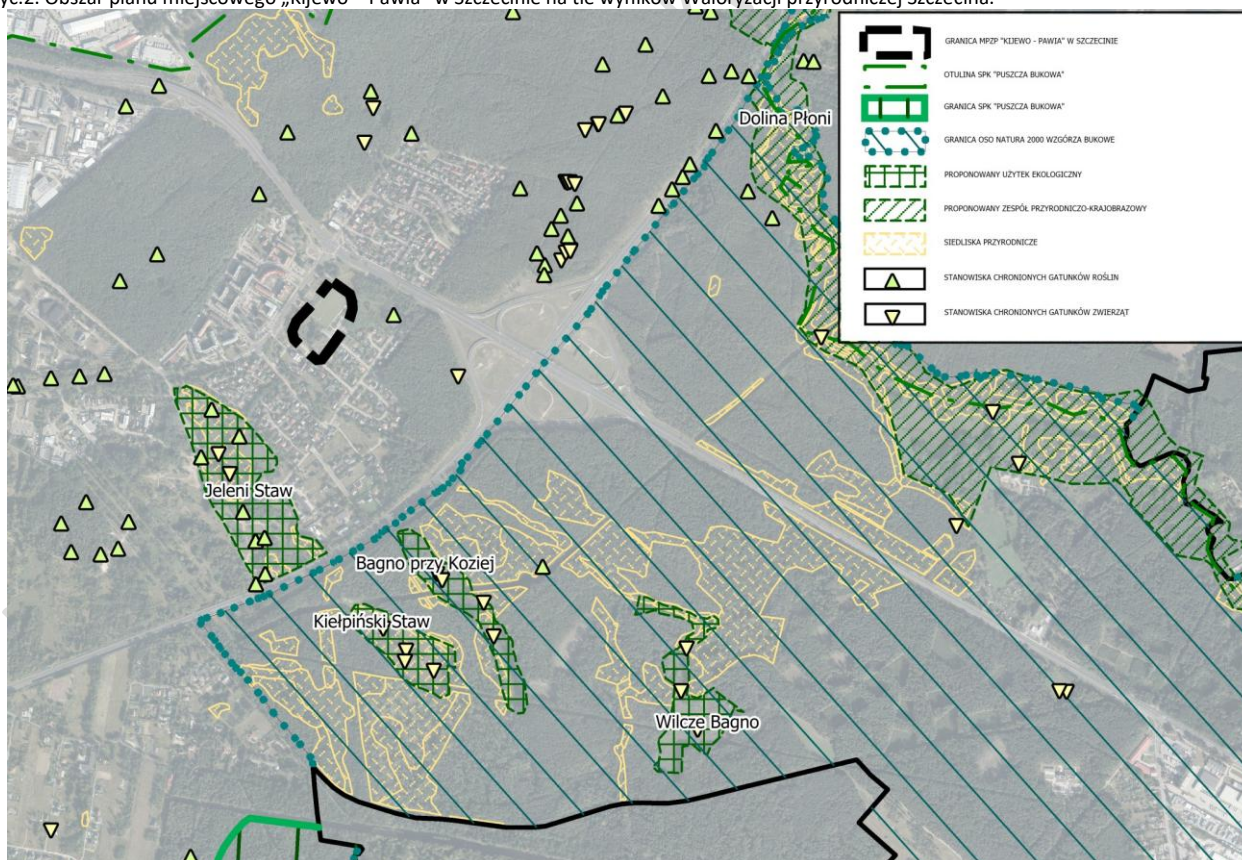 yc.2. Obszar planu miejscowego „Kijewo – Pawia” w Szczecinie na tle wyników Waloryzacji przyrodniczej Szczecina.
GRANICA MPZP "KIJEWO - PAWIA" W SZCZECINIE
OTULINA SPK "PUSZCZA BUKOWA"
GRANICA SPK "PUSZCZA BUKOWA"
GRANICA OSO NATURA 2000 WZGÓRZA BUKOWE
PROPONOWANY UŻYTEK EKOLOGICZNY
PROPONOWANY ZESPÓŁ PRZYRODNICZO-KRAJOBRAZOWY
SIEDLISKA PRZYRODNICZE
STANOWISKA CHRONIONYCH GATUNKÓW ROŚLIN
STANOWISKA CHRONIONYCH GATUNKÓW ZWIERZĄT
Dolina Płoni
Jeleni Staw
Bagno przy Koziej
Kiełpiński Staw
Wilcze Bagno